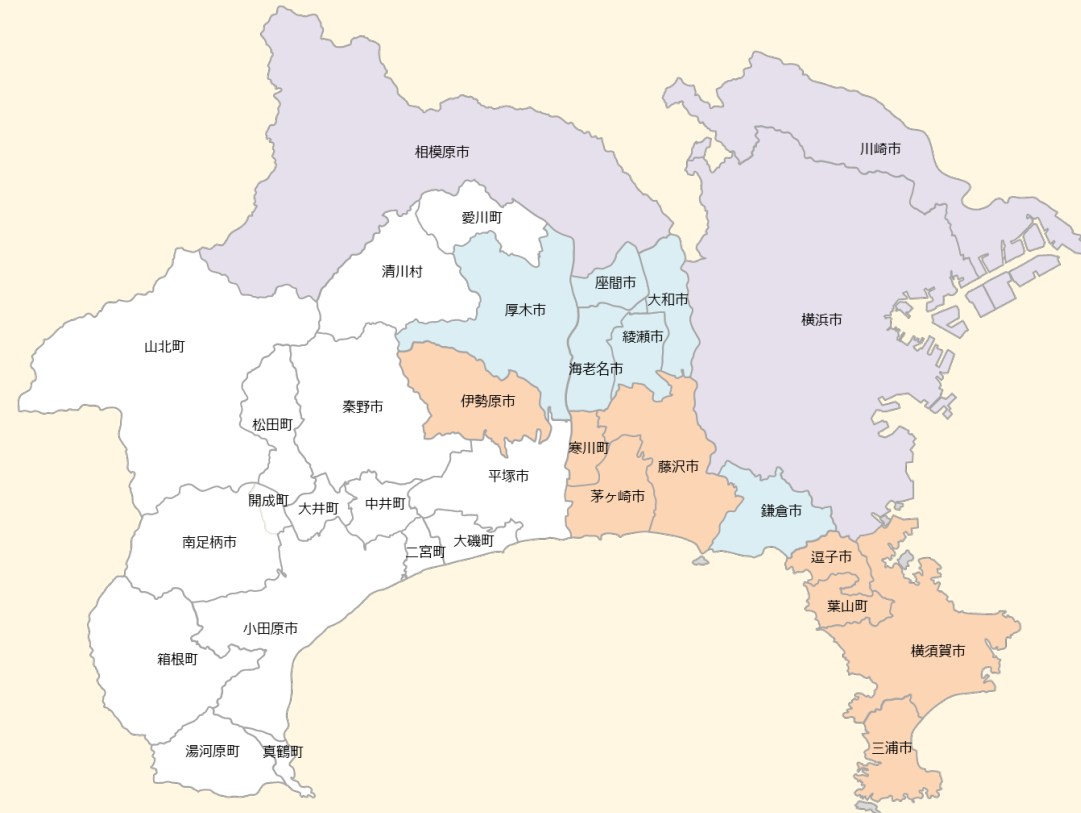 川崎市
相模原市
愛川町
清川村
座間市
大和市
厚木市
横浜市
綾瀬市
山北町
海老名市
伊勢原市
秦野市
松田町
寒川町
藤沢市
平塚市
茅ヶ崎市
開成町
中井町
大井町
鎌倉市
南足柄市
大磯町
二宮町
逗子市
葉山町
小田原市
横須賀市
箱根町
三浦市
湯河原町
真鶴町